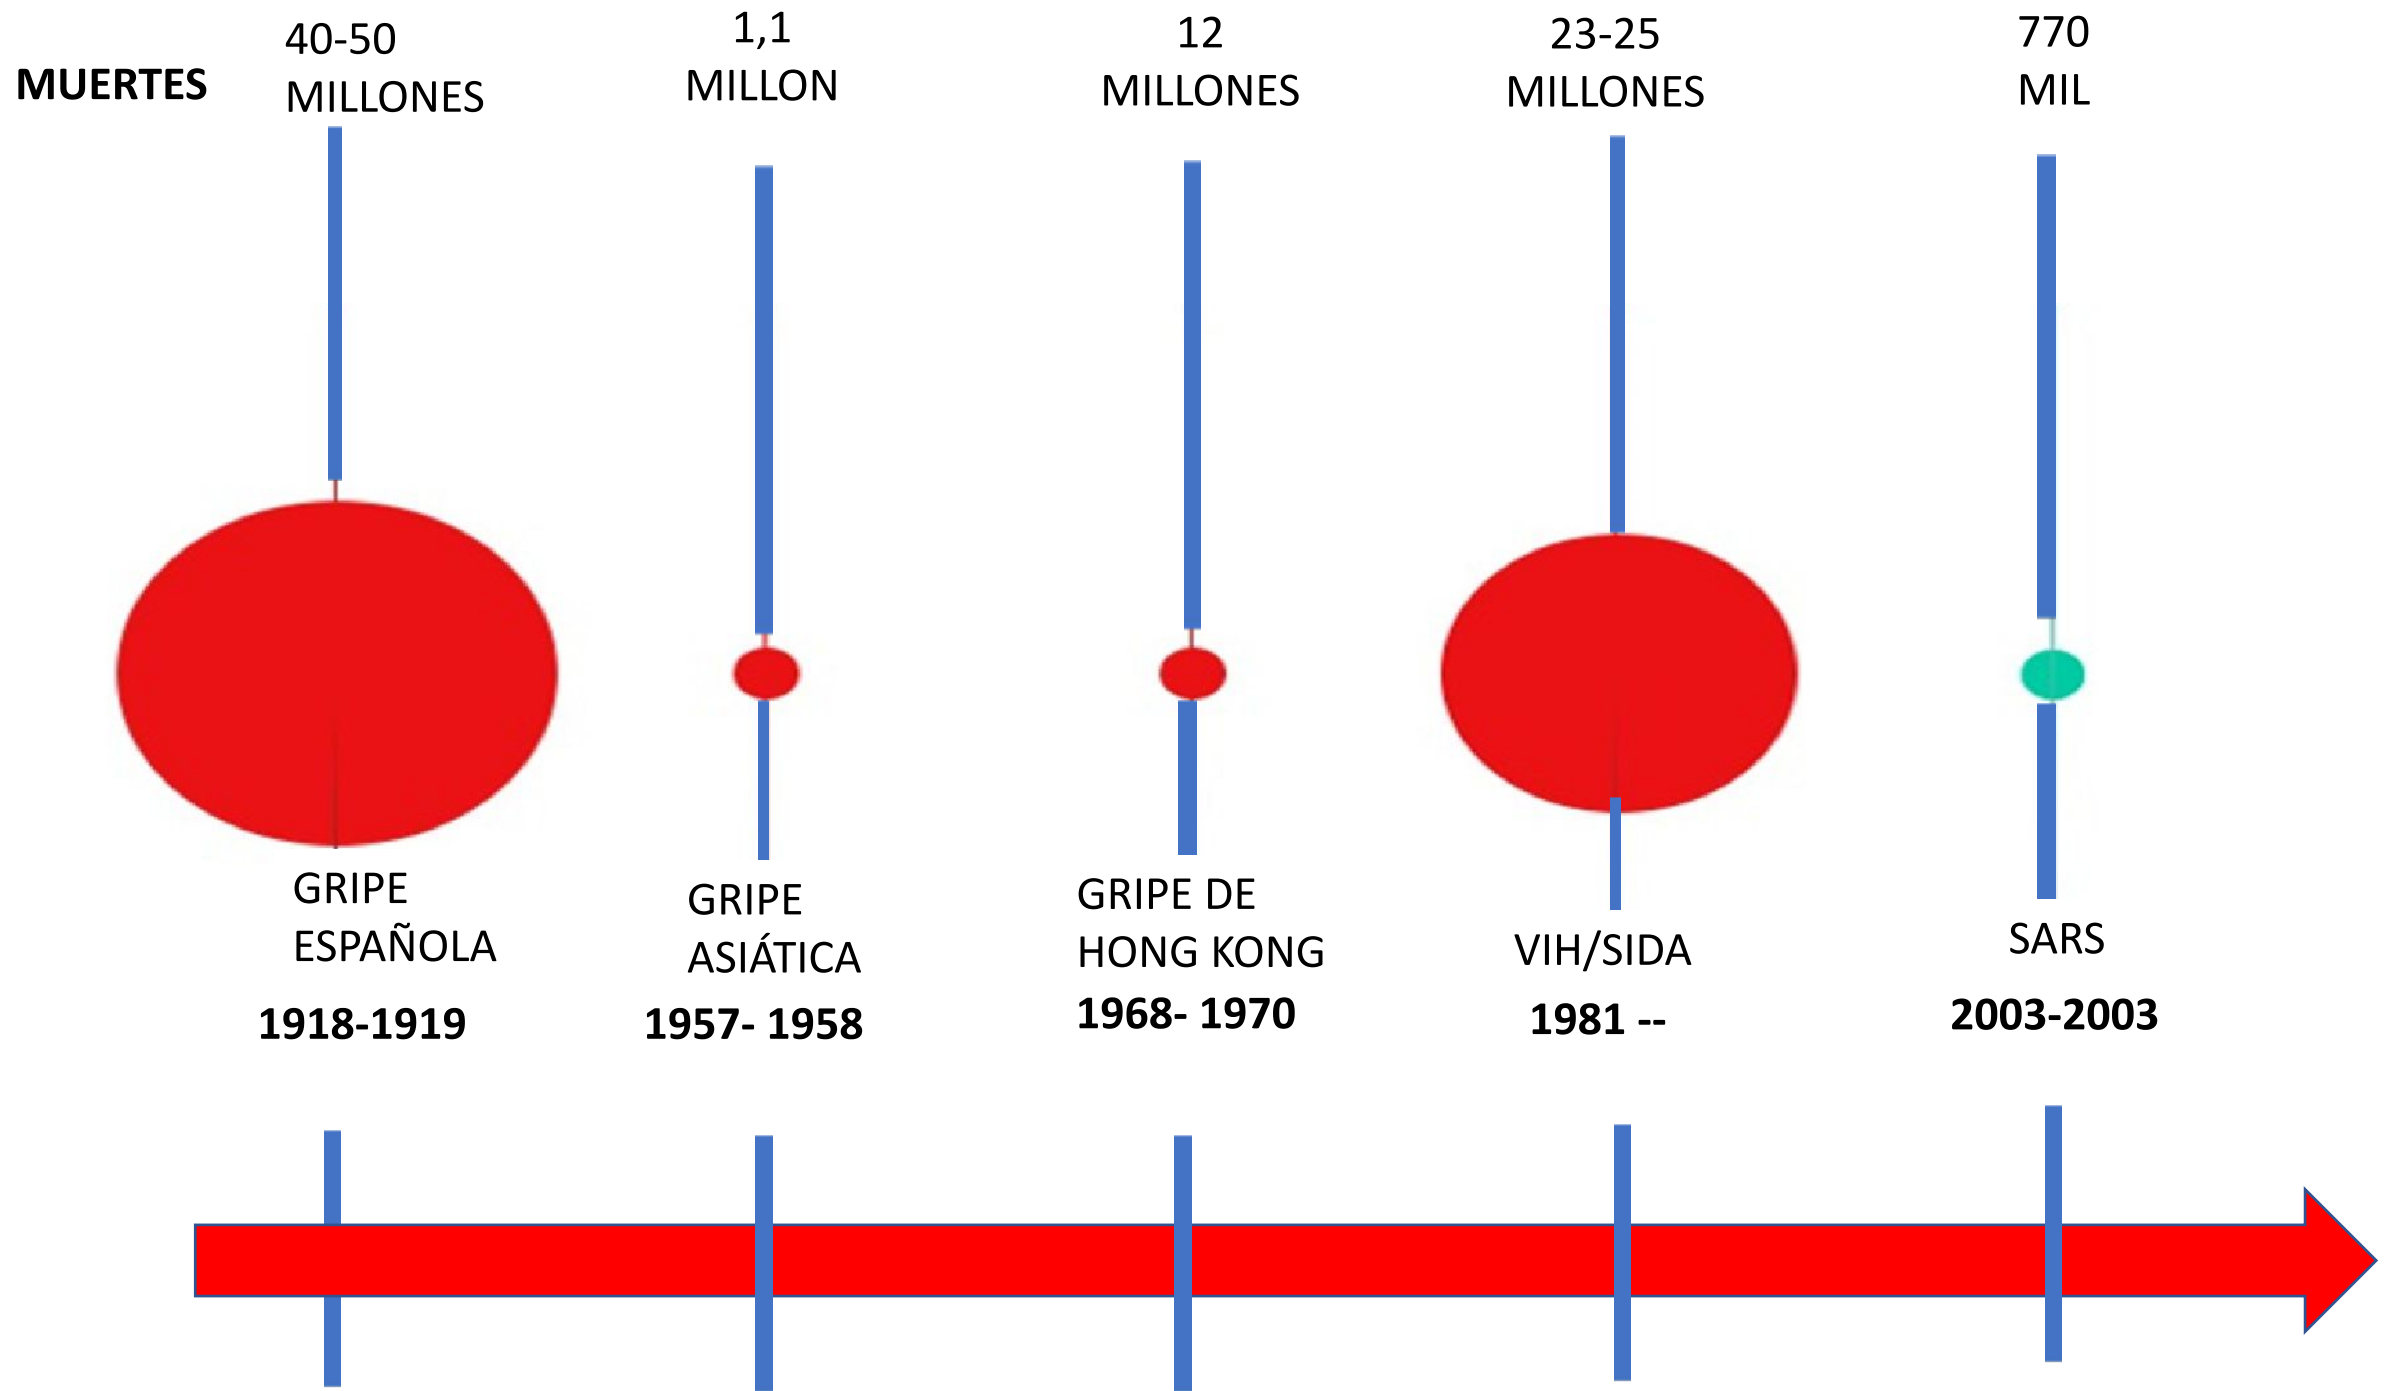 MUERTES
40-50
MILLONES
1,1
MILLON
12
MILLONES
23-25
MILLONES
770
MIL
GRIPE
ESPAÑOLA
1918-1919
GRIPE
ASIÁTICA
1957- 1958
GRIPE DE
HONG KONG
1968- 1970
VIH/SIDA
1981 --
SARS
2003-2003